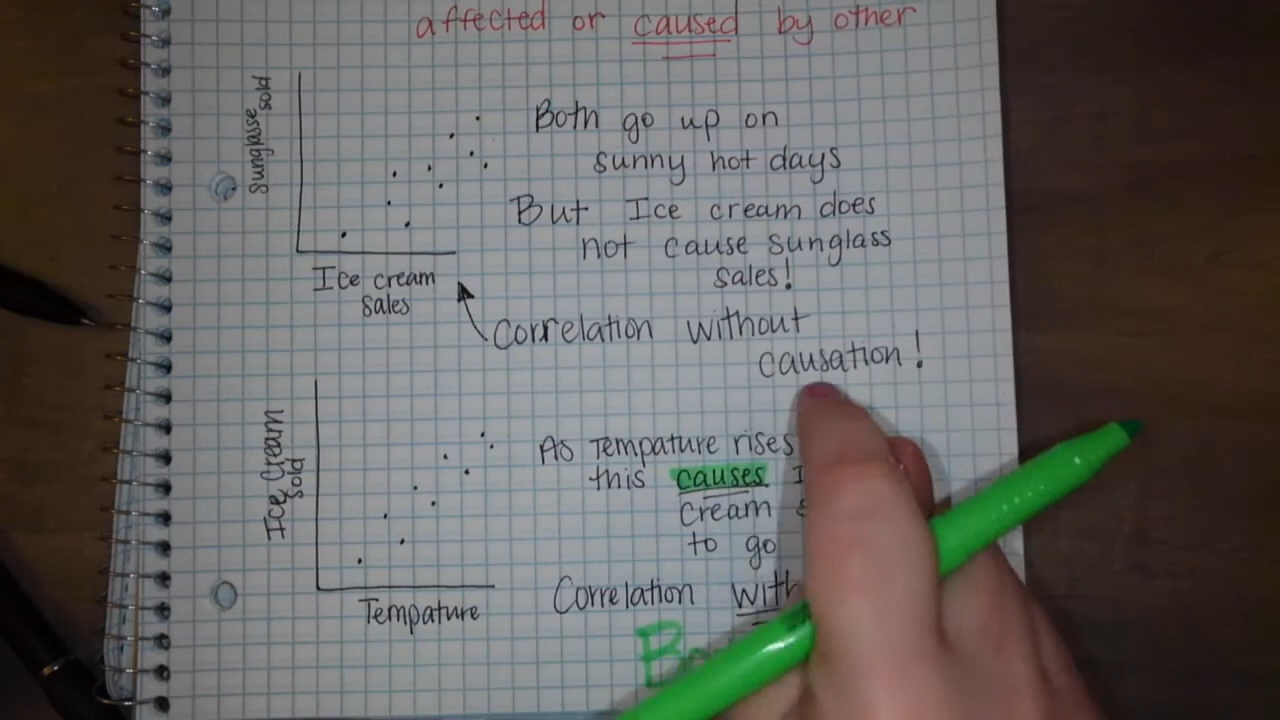 affected or caused by other
Sunglasse
sold
Both go up on
sunny hot days
But Ice cream does
not cause sunglass
sales!
Ice cream
sales
Correlation without
causation!
Ice Cream
sold
As Tempature rises
this causes
cream
to go
Tempature
Correlation with